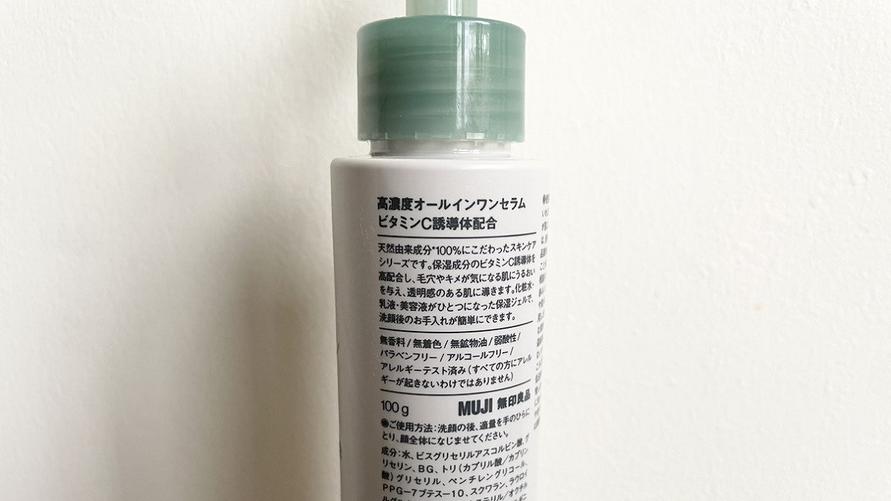 高濃度オールインワンセラム
ビタミンC誘導体配合
天然由来成分*100%にこだわったスキンケア
シリーズです。保湿成分のビタミンC誘導体を
高配合し、毛穴やキメが気になる肌にうるおい
を与え、透明感のある肌に導きます。化粧水・
乳液・美容液がひとつになった保湿ジェルで、
洗顔後のお手入れが簡単にできます。
無香料/無着色/無鉱物油/弱酸性/
パラベンフリー/アルコールフリー/
アレルギーテスト済み(すべての方にアレル
ギーが起きないわけではありません)
100g MUJI 無印良品
◉ご使用方法:洗顔の後、適量を手のひらに
とり、顔全体になじませてください。
成分:水、ビスグリセリルアスコルビン酸、グ
リセリン、BG、トリ(カプリル酸/カプリン
酸)グリセリル、ペンチレングリコール、
PPG-7ブテス-10、スクワラン、ラウロイ